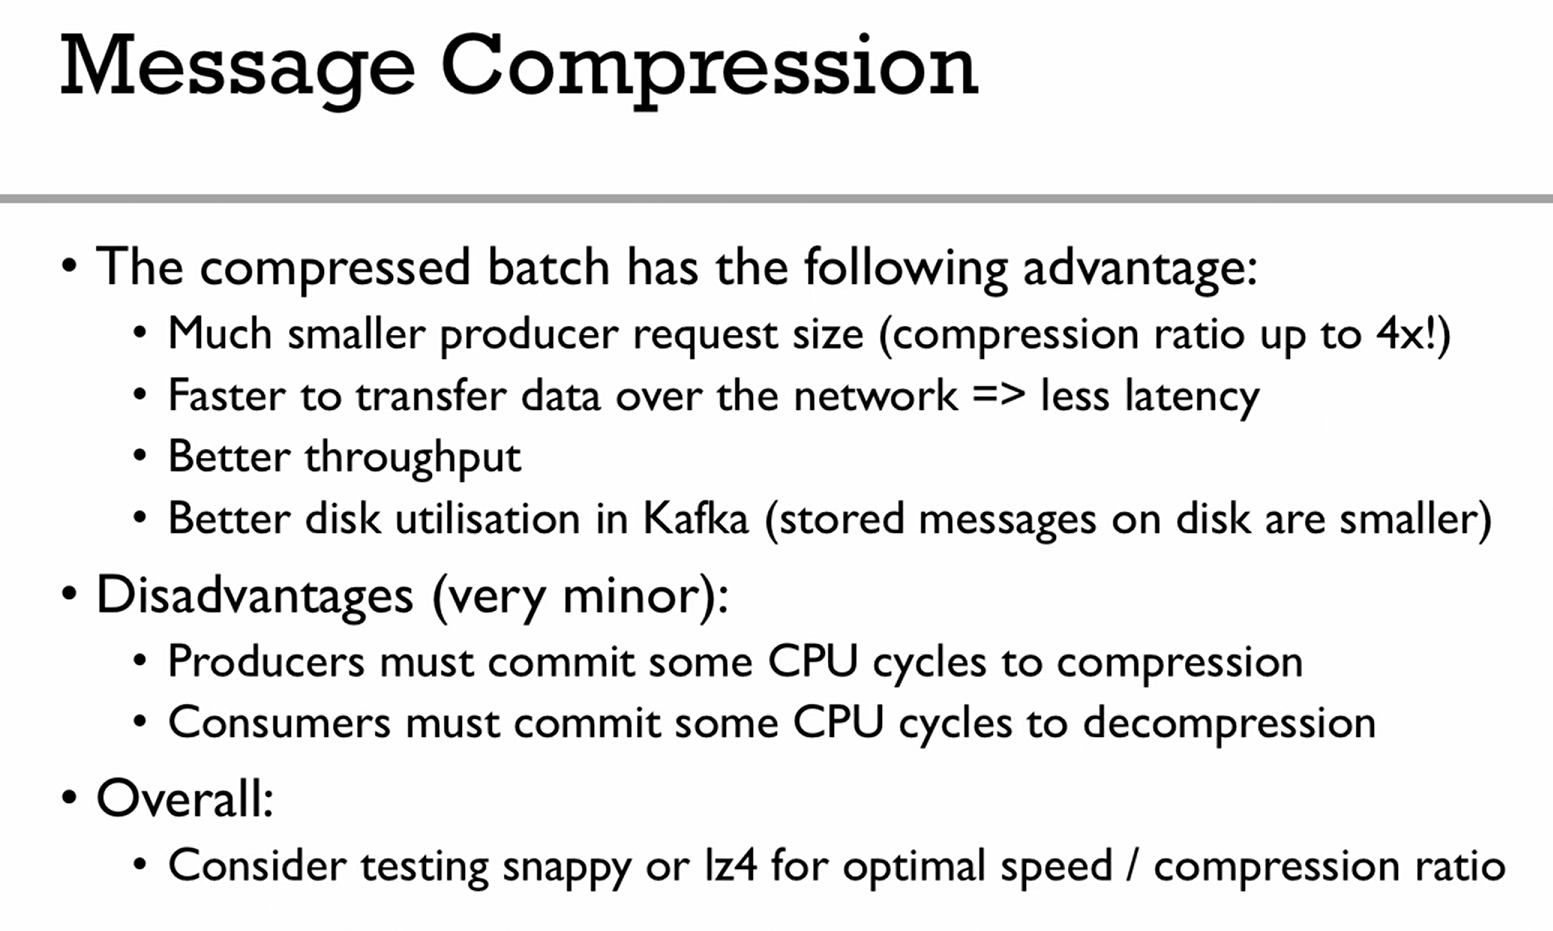 Message Compression
• The compressed batch has the following advantage:
• Much smaller producer request size (compression ratio up to 4x!)
• Faster to transfer data over the network => less latency
• Better throughput
• Better disk utilisation in Kafka (stored messages on disk are smaller)
• Disadvantages (very minor):
• Producers must commit some CPU cycles to compression
• Consumers must commit some CPU cycles to decompression
• Overall:
• Consider testing snappy or lz4 for optimal speed / compression ratio